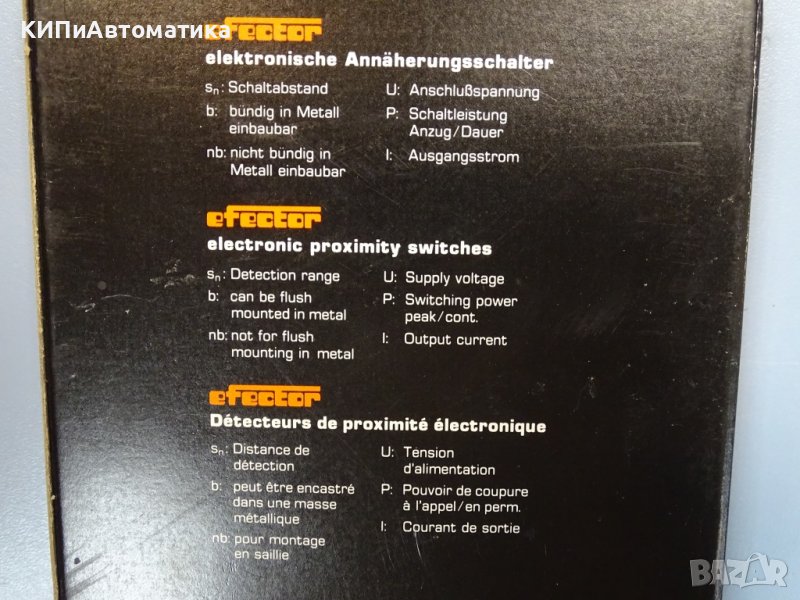 КИПиАвтоматика
efector
elektronische Annäherungsschalter
sn: Schaltabstand
b: bündig in Metall
einbaubar
nb: nicht bündig in
Metall einbaubar
U: Anschlußspannung
P: Schaltleistung
Anzug/Dauer
I: Ausgangsstrom
efector
electronic proximity switches
sn: Detection range
b: can be flush
mounted in metal
nb: not for flush
mounting in metal
U: Supply voltage
P: Switching power
peak/cont.
I: Output current
efector
Détecteurs de proximité électronique
sn: Distance de
détection
b: peut être encastré
dans une masse
métallique
nb: pour montage
en saillie
U: Tension
d'alimentation
P: Pouvoir de coupure
à l'appel/en perm.
I: Courant de sortie
BAZAR